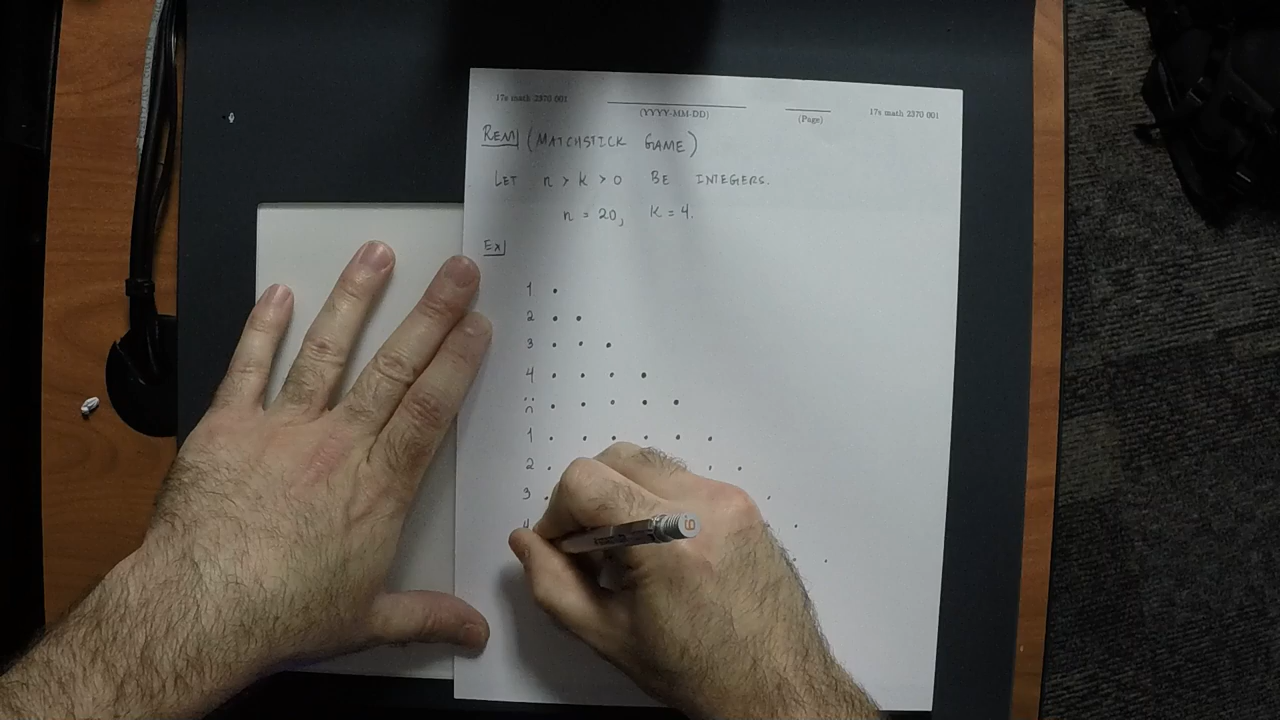 17s math 2370 001 (YYYY-MM-DD) (Page) 17s math 2370 001
REM (MATCHSTICK GAME)
LET n > k > 0 BE INTEGERS.
n = 20, k = 4.
EX
1
2
3
4
1
2
3
4